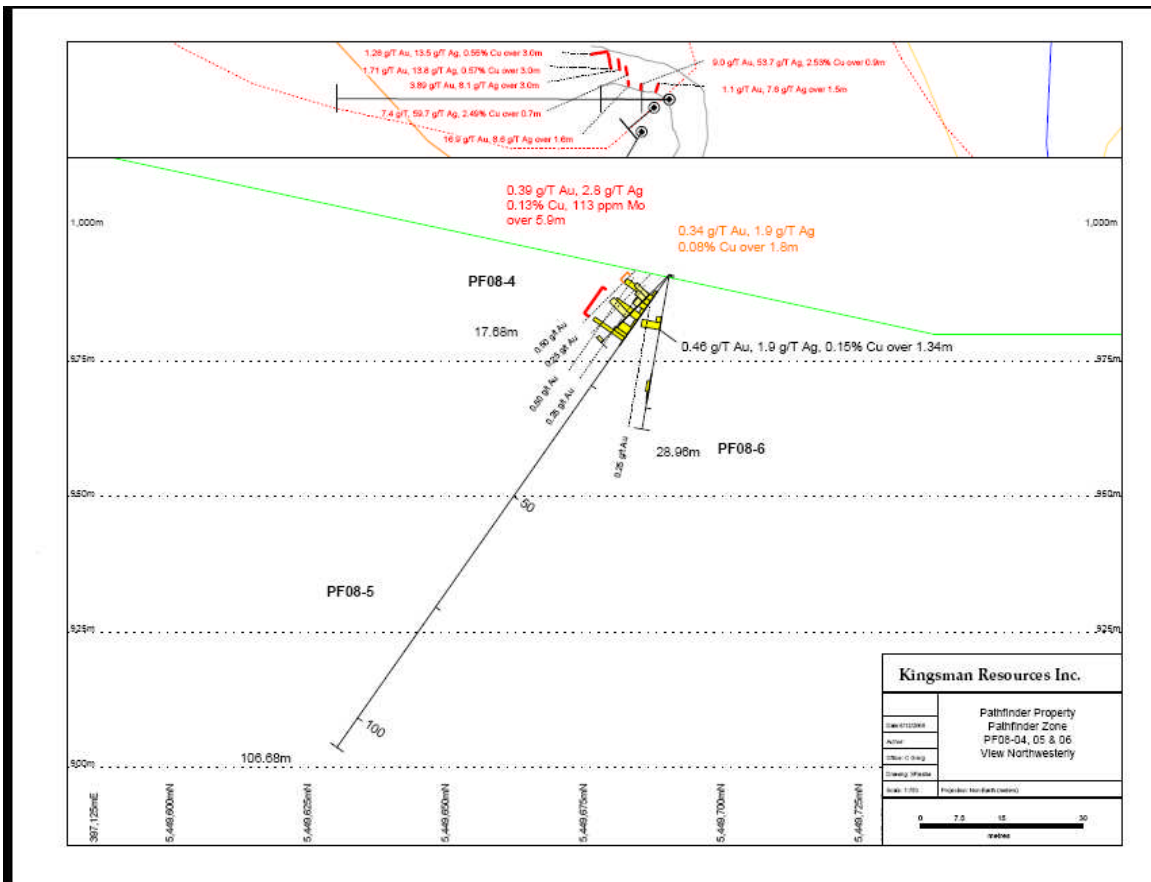 1.26 g/T Au, 13.5 g/T Ag, 0.56% Cu over 3.0m
1.71 g/T Au, 13.8 g/T Ag, 0.57% Cu over 3.0m
3.89 g/T Au, 8.1 g/T Ag over 3.0m
7.4 g/T, 59.7 g/T Ag, 2.49% Cu over 0.7m
16.9 g/T Au, 8.6 g/T Ag over 1.6m
9.0 g/T Au, 53.7 g/T Ag, 2.53% Cu over 0.9m
1.1 g/T Au, 7.6 g/T Ag over 1.5m
0.39 g/T Au, 2.8 g/T Ag
0.13% Cu, 113 ppm Mo
over 5.9m
0.34 g/T Au, 1.9 g/T Ag
0.08% Cu over 1.8m
1,000m
1,000m
PF08-4
17.68m
0.50 g/t Au
0.25 g/t Au
0.50 g/t Au
0.25 g/t Au
0.25 g/t Au
0.46 g/T Au, 1.9 g/T Ag, 0.15% Cu over 1.34m
975m
975m
28.96m
PF08-6
950m
950m
50
PF08-5
925m
925m
100
106.68m
900m
397,125mE
5,449,600mN
5,449,625mN
5,449,650mN
5,449,675mN
5,449,700mN
5,449,725mN
Kingsman Resources Inc.
Pathfinder Property
Pathfinder Zone
PF08-04, 05 & 06
View Northwesterly
Author:
Projection: Non-Earth (meters)
0 7.5 15 30
metres